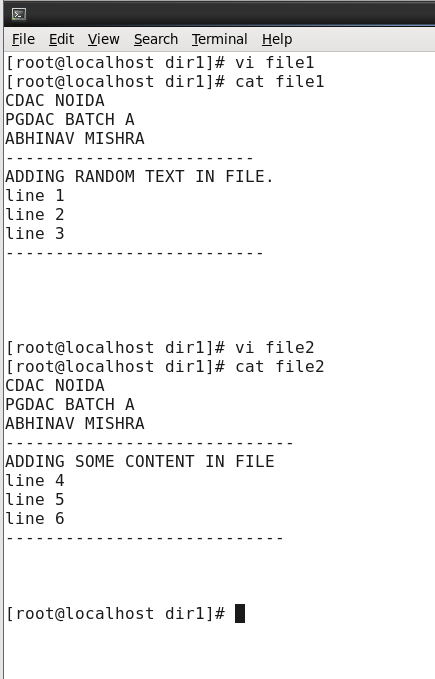 File Edit View Search Terminal Help
[root@localhost dir1]# vi file1
[root@localhost dir1]# cat file1
CDAC NOIDA
PGDAC BATCH A
ABHINAV MISHRA
-------------------------
ADDING RANDOM TEXT IN FILE.
line 1
line 2
line 3
--------------------------
[root@localhost dir1]# vi file2
[root@localhost dir1]# cat file2
CDAC NOIDA
PGDAC BATCH A
ABHINAV MISHRA
-----------------------------
ADDING SOME CONTENT IN FILE
line 4
line 5
line 6
----------------------------
[root@localhost dir1]#